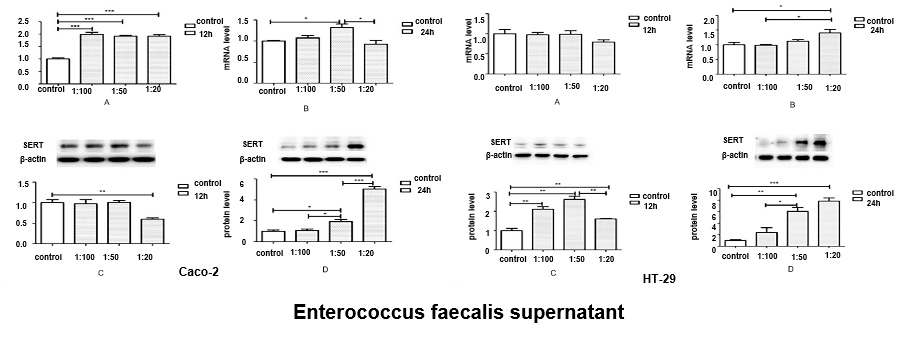 2.5
2.0
1.5
1.0
0.5
0.0
***
***
***
control
1:100
1:50
1:20
control
12h
A
mRNA level
1.5
1.0
0.5
0.0
*
*
control
1:100
1:50
1:20
control
24h
B
mRNA level
2.0
1.5
1.0
0.5
0.0
control
1:100
1:50
1:20
control
12h
A
mRNA level
2.0
1.5
1.0
0.5
0.0
*
*
control
1:100
1:50
1:20
control
24h
B
SERT
β-actin
1.5
1.0
0.5
0.0
**
control
1:100
1:50
1:20
control
12h
C
SERT
β-actin
protein level
6
4
2
0
***
***
*
*
control
1:100
1:50
1:20
control
24h
D
SERT
β-actin
protein level
3
2
1
0
**
**
**
**
control
1:100
1:50
1:20
control
12h
C
SERT
β-actin
protein level
10
8
6
4
2
0
***
**
*
control
1:100
1:50
1:20
control
24h
D
Caco-2
HT-29
Enterococcus faecalis supernatant